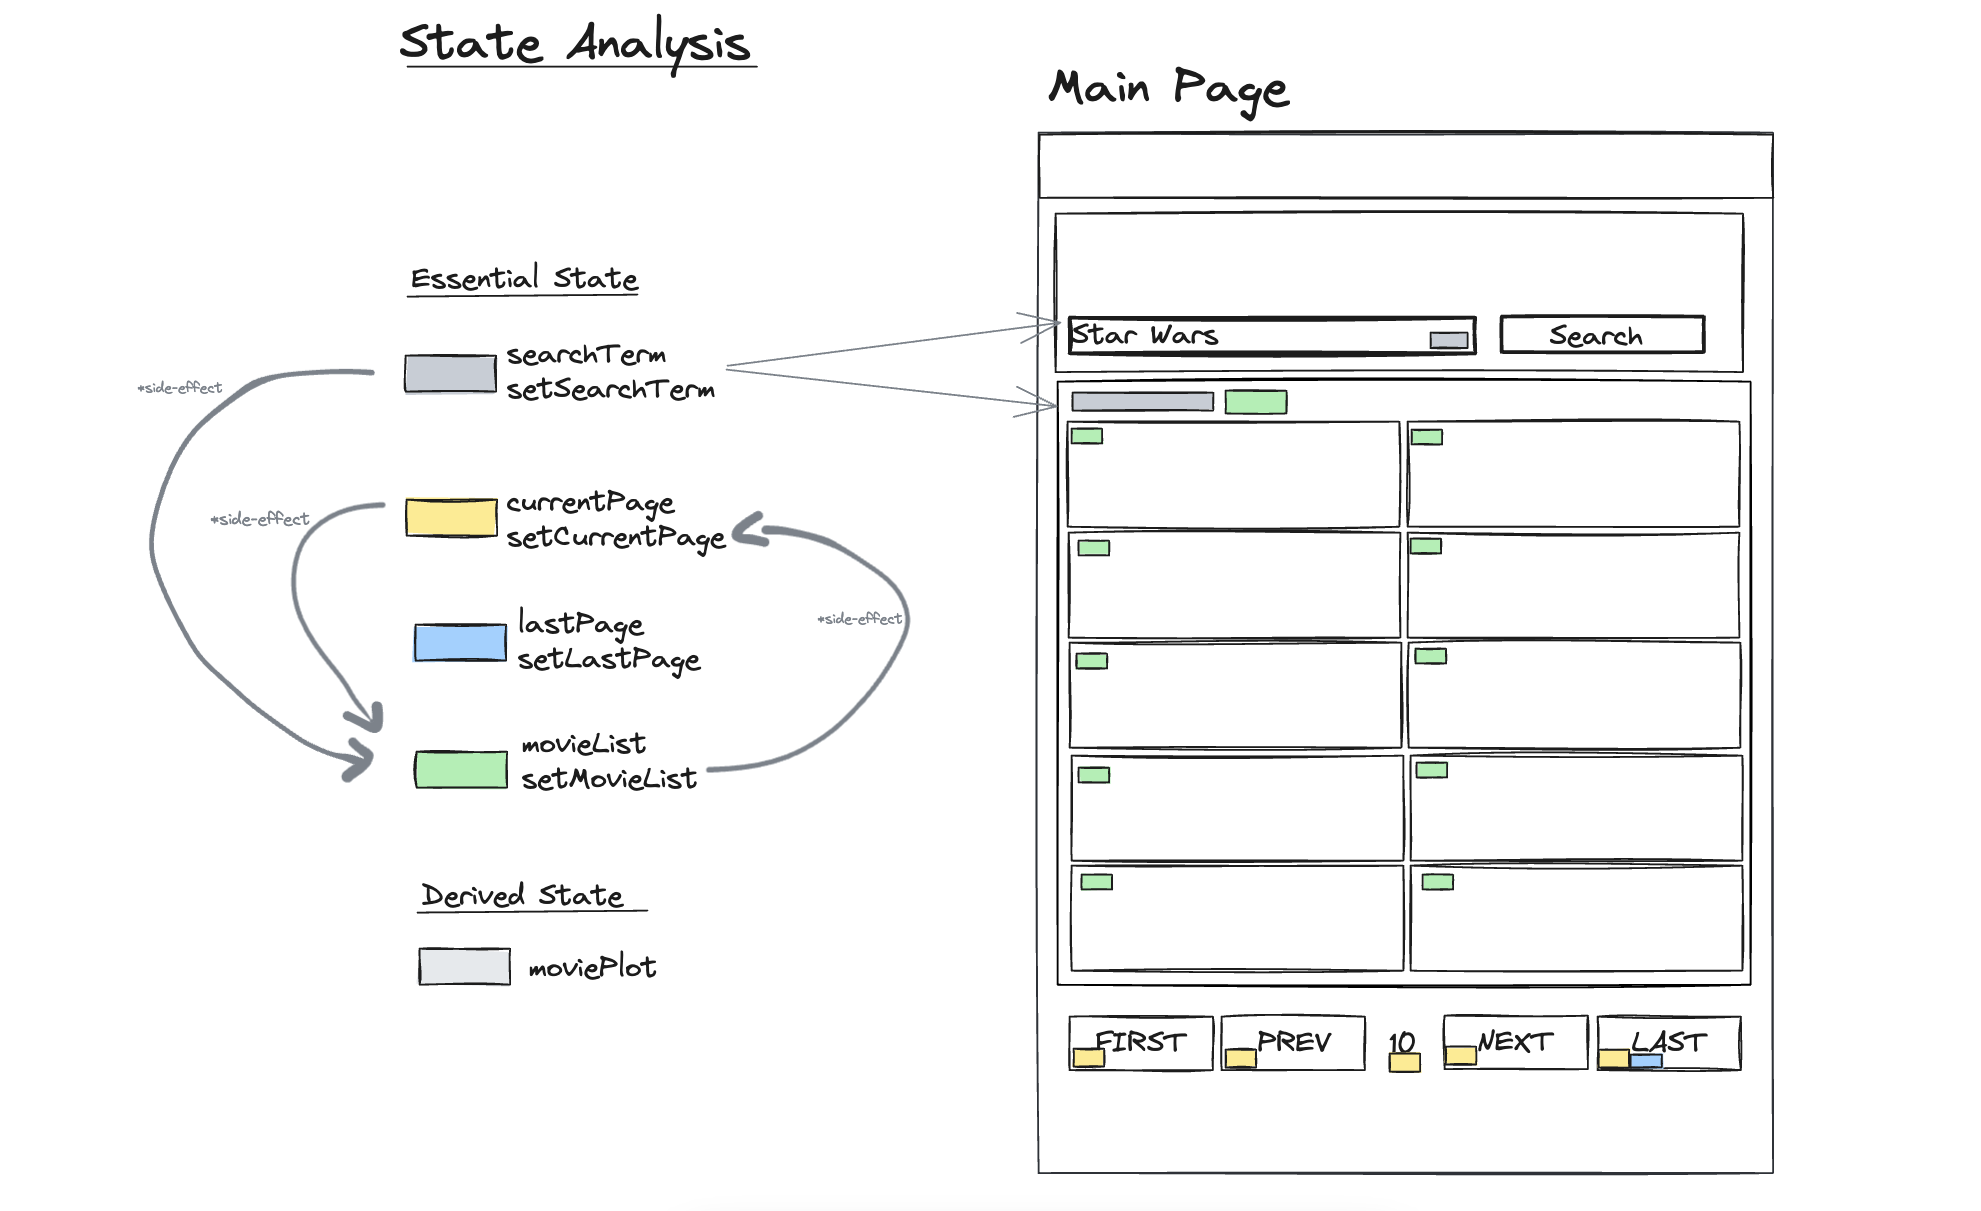 State Analysis
Main Page
Essential State
searchTerm
setSearchTerm
*side-effect
currentPage
setCurrentPage
*side-effect
lastPage
setLastPage
*side-effect
movieList
setMovieList
Derived State
moviePlot
Star Wars
Search
FIRST
PREV
10
NEXT
LAST